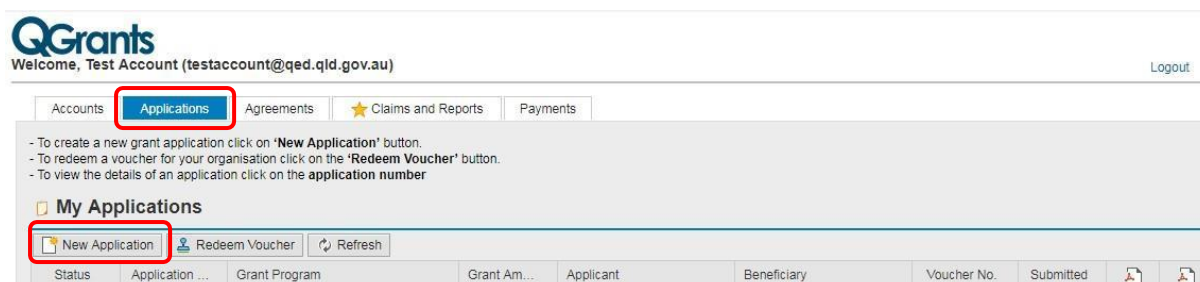 QGrants
Welcome, Test Account (testaccount@qed.qld.gov.au)
Logout
Accounts Applications Agreements Claims and Reports Payments
- To create a new grant application click on 'New Application' button.
- To redeem a voucher for your organisation click on the 'Redeem Voucher' button.
- To view the details of an application click on the application number
My Applications
New Application Redeem Voucher Refresh
Status Application ... Grant Program Grant Am... Applicant Beneficiary Voucher No. Submitted